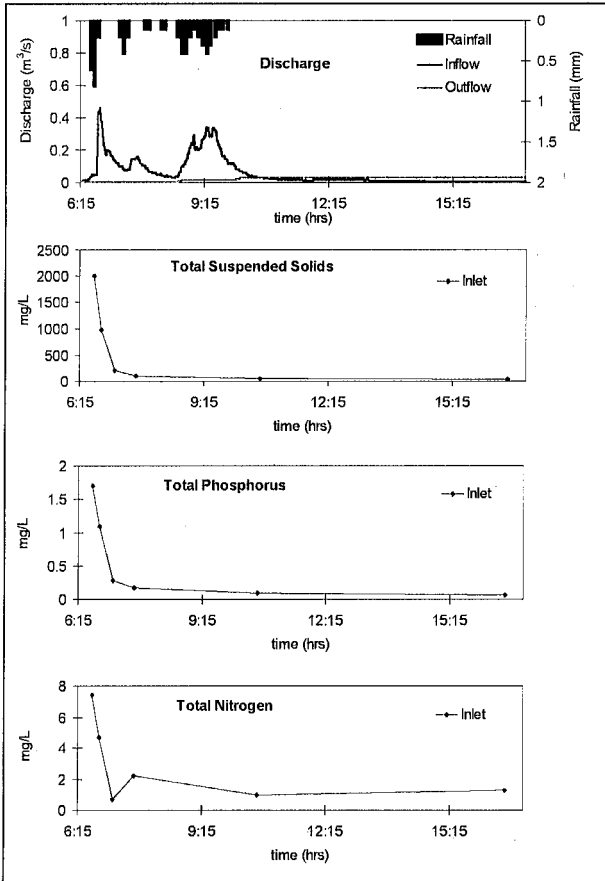 Discharge
Discharge (m³/s)
1
0.8
0.6
0.4
0.2
0
Rainfall
Inflow
Outflow
0
0.5
1
1.5
2
Rainfall (mm)
6:15 9:15 12:15 15:15
time (hrs)
Total Suspended Solids
Inlet
mg/L
2500
2000
1500
1000
500
0
6:15 9:15 12:15 15:15
time (hrs)
Total Phosphorus
Inlet
mg/L
2
1.5
1
0.5
0
6:15 9:15 12:15 15:15
time (hrs)
Total Nitrogen
Inlet
mg/L
8
6
4
2
0
6:15 9:15 12:15 15:15
time (hrs)